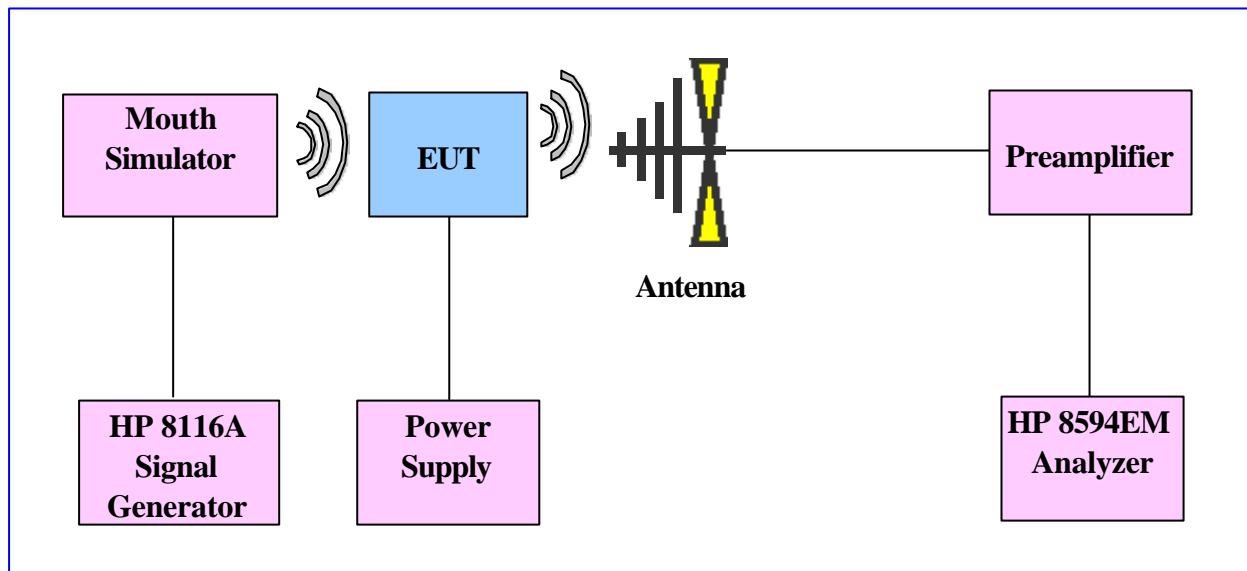 Mouth
Simulator
EUT
Preamplifier
Antenna
HP 8116A
Signal
Generator
Power
Supply
HP 8594EM
Analyzer